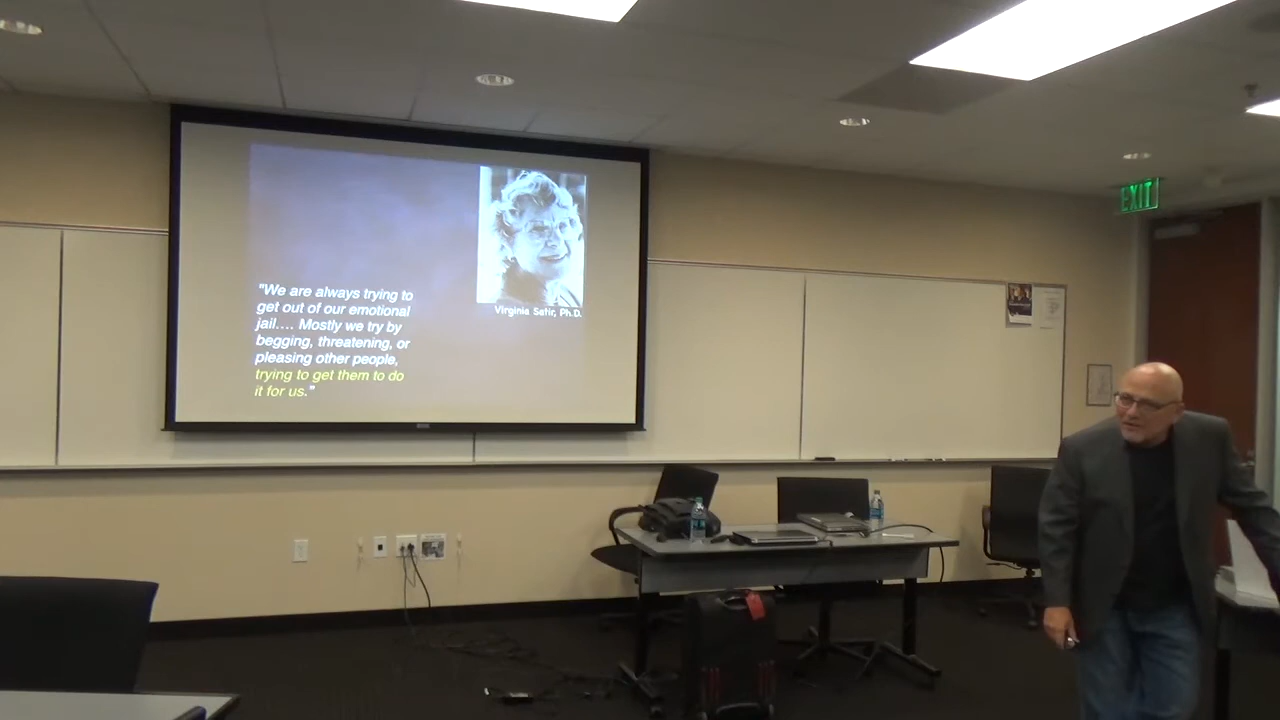 "We are always trying to
get out of our emotional
jail.... Mostly we try by
begging, threatening, or
pleasing other people,
trying to get them to do
it for us."
Virginia Satir, Ph.D.
EXIT